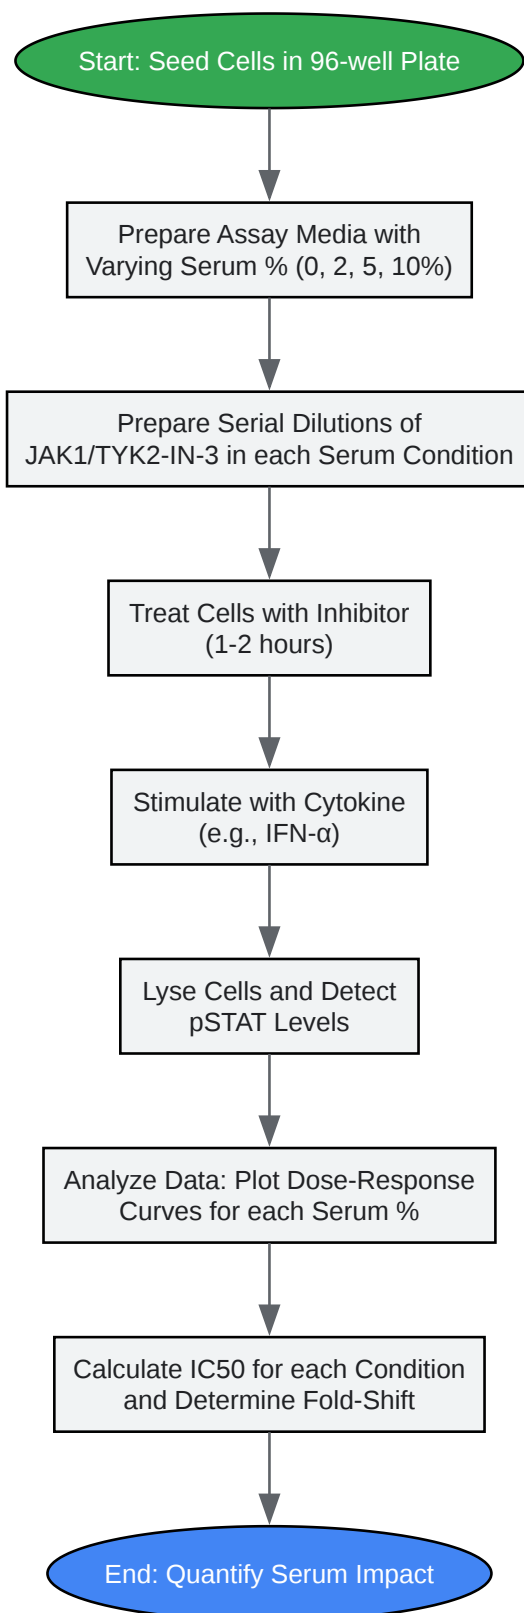 Start: Seed Cells in 96-well Plate
Prepare Assay Media with
Varying Serum % (0, 2, 5, 10%)
Prepare Serial Dilutions of
JAK1/TYK2-IN-3 in each Serum Condition
Treat Cells with Inhibitor
(1-2 hours)
Stimulate with Cytokine
(e.g., IFN-α)
Lyse Cells and Detect
pSTAT Levels
Analyze Data: Plot Dose-Response
Curves for each Serum %
Calculate IC50 for each Condition
and Determine Fold-Shift
End: Quantify Serum Impact